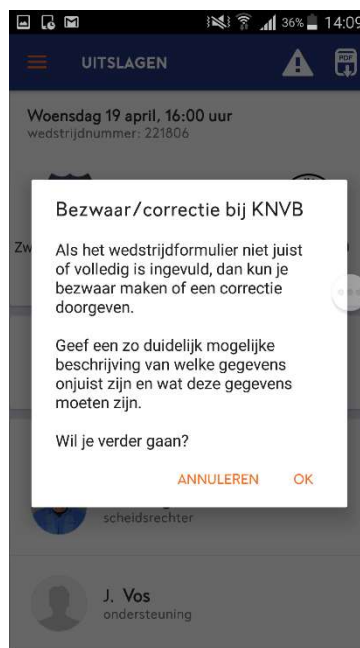 36% 14:09
UITSLAGEN
PDF
Woensdag 19 april, 16:00 uur
wedstrijdnummer: 221806
Zw
Bezwaar/correctie bij KNVB
Als het wedstrijdformulier niet juist
of volledig is ingevuld, dan kun je
bezwaar maken of een correctie
doorgeven.
Geef een zo duidelijk mogelijke
beschrijving van welke gegevens
onjuist zijn en wat deze gegevens
moeten zijn.
Wil je verder gaan?
ANNULEREN OK
scheidsrechter
J. Vos
ondersteuning